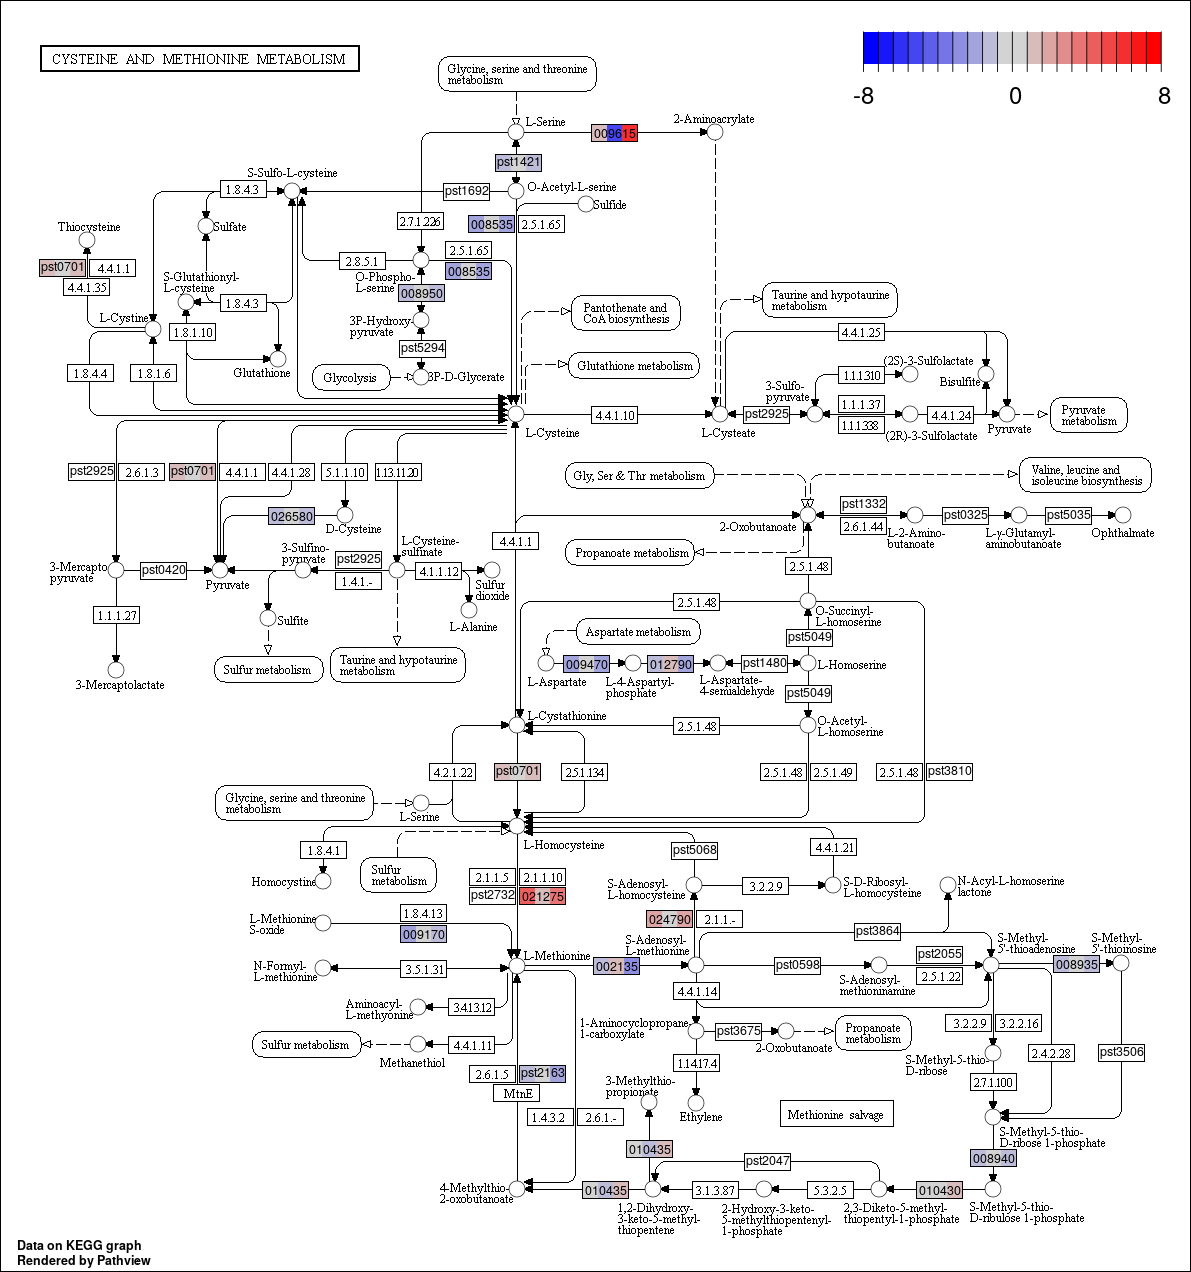 CYSTEINE AND METHIONINE METABOLISM
-8
0
8
Glycine, serine and threonine
metabolism
L-Serine
009615
2-Aminoacrylate
pst1421
S-Sulfo-L-cysteine
1.8.4.3
pst1692
O-Acetyl-L-serine
Sulfide
Thiocysteine
Sulfate
2.7.1.226
008535
2.5.1.65
pst0701
4.4.1.1
4.4.1.35
S-Glutathionyl-
L-cysteine
2.8.5.1
2.5.1.65
008535
O-Phospho-
L-serine
008950
1.8.4.3
Taurine and hypotaurine
metabolism
Pantothenate and
CoA biosynthesis
L-Cystine
1.8.1.10
3P-Hydroxy-
pyruvate
4.4.1.25
pst5294
Glutathione
Glutathione metabolism
1.8.4.4
1.8.1.6
Glycolysis
3P-D-Glycerate
(2S)-3-Sulfolactate
1.1.1310
Bisulfite
3-Sulfo-
pyruvate
4.4.1.10
pst2925
1.1.1.37
1.1.1338
4.4.1.24
Pyruvate
metabolism
L-Cysteine
L-Cysteate
(2R)-3-Sulfolactate
Pyruvate
pst2925
2.6.1.3
pst0701
4.4.1.1
4.4.1.28
5.1.1.10
1.13.11.20
Gly, Ser & Thr metabolism
Valine, leucine and
isoleucine biosynthesis
026580
D-Cysteine
pst1332
2.6.1.44
pst0325
pst5035
2-Oxobutanoate
L-2-Amino-
butanoate
L-γ-Glutamyl-
aminobutanoate
Ophthalmate
4.4.1.1
Propanoate metabolism
3-Mercapto
pyruvate
pst0420
Pyruvate
3-Sulfino-
pyruvate
pst2925
1.4.1.-
L-Cysteine-
sulfinate
4.1.1.12
Sulfur
dioxide
2.5.1.48
1.1.1.27
Sulfite
L-Alanine
2.5.1.48
O-Succinyl-
L-homoserine
Sulfur metabolism
Taurine and hypotaurine
metabolism
Aspartate metabolism
pst5049
3-Mercaptolactate
009470
012790
pst1480
L-Homoserine
L-Aspartate
L-4-Aspartyl-
phosphate
L-Aspartate-
4-semialdehyde
pst5049
L-Cystathionine
2.5.1.48
O-Acetyl-
L-homoserine
4.2.1.22
pst0701
2.5.1.134
2.5.1.48
2.5.1.49
2.5.1.48
pst3810
Glycine, serine and threonine
metabolism
L-Serine
L-Homocysteine
1.8.4.1
Sulfur
metabolism
pst5068
4.4.1.21
Homocystine
2.1.1.5
2.1.1.10
pst2732
021275
S-Adenosyl-
L-homocysteine
3.2.2.9
S-D-Ribosyl-
L-homocysteine
N-Acyl-L-homoserine
lactone
L-Methionine
S-oxide
1.8.4.13
009170
024790
2.1.1.-
pst3864
S-Adenosyl-
L-methionine
S-Methyl-
5'-thioadenosine
S-Methyl-
5'-thioinosine
L-Methionine
N-Formyl-
L-methionine
3.5.1.31
002135
pst0598
S-Adenosyl-
methioninamine
pst2055
2.5.1.22
008935
4.4.1.14
Aminoacyl-
L-methyonine
3.4.13.12
1-Aminocyclopropane-
1-carboxylate
pst3675
2-Oxobutanoate
Propanoate
metabolism
3.2.2.9
3.2.2.16
Sulfur metabolism
4.4.1.11
Methanethiol
S-Methyl-5-thio-
D-ribose
2.4.2.28
pst3506
1.14.17.4
2.6.1.5
pst2163
MtnE
3-Methylthio-
propionate
2.7.1.100
1.4.3.2
2.6.1.-
Ethylene
Methionine salvage
S-Methyl-5-thio-
D-ribose 1-phosphate
010435
008940
pst2047
4-Methylthio-
2-oxobutanoate
010435
3.1.3.87
5.3.2.5
010430
1,2-Dihydroxy-
3-keto-5-methyl-
thiopentene
2-Hydroxy-3-keto-
5-methylthiopentenyl-
1-phosphate
2,3-Diketo-5-methyl-
thiopentyl-1-phosphate
S-Methyl-5-thio-
D-ribulose 1-phosphate
Data on KEGG graph
Rendered by Pathview